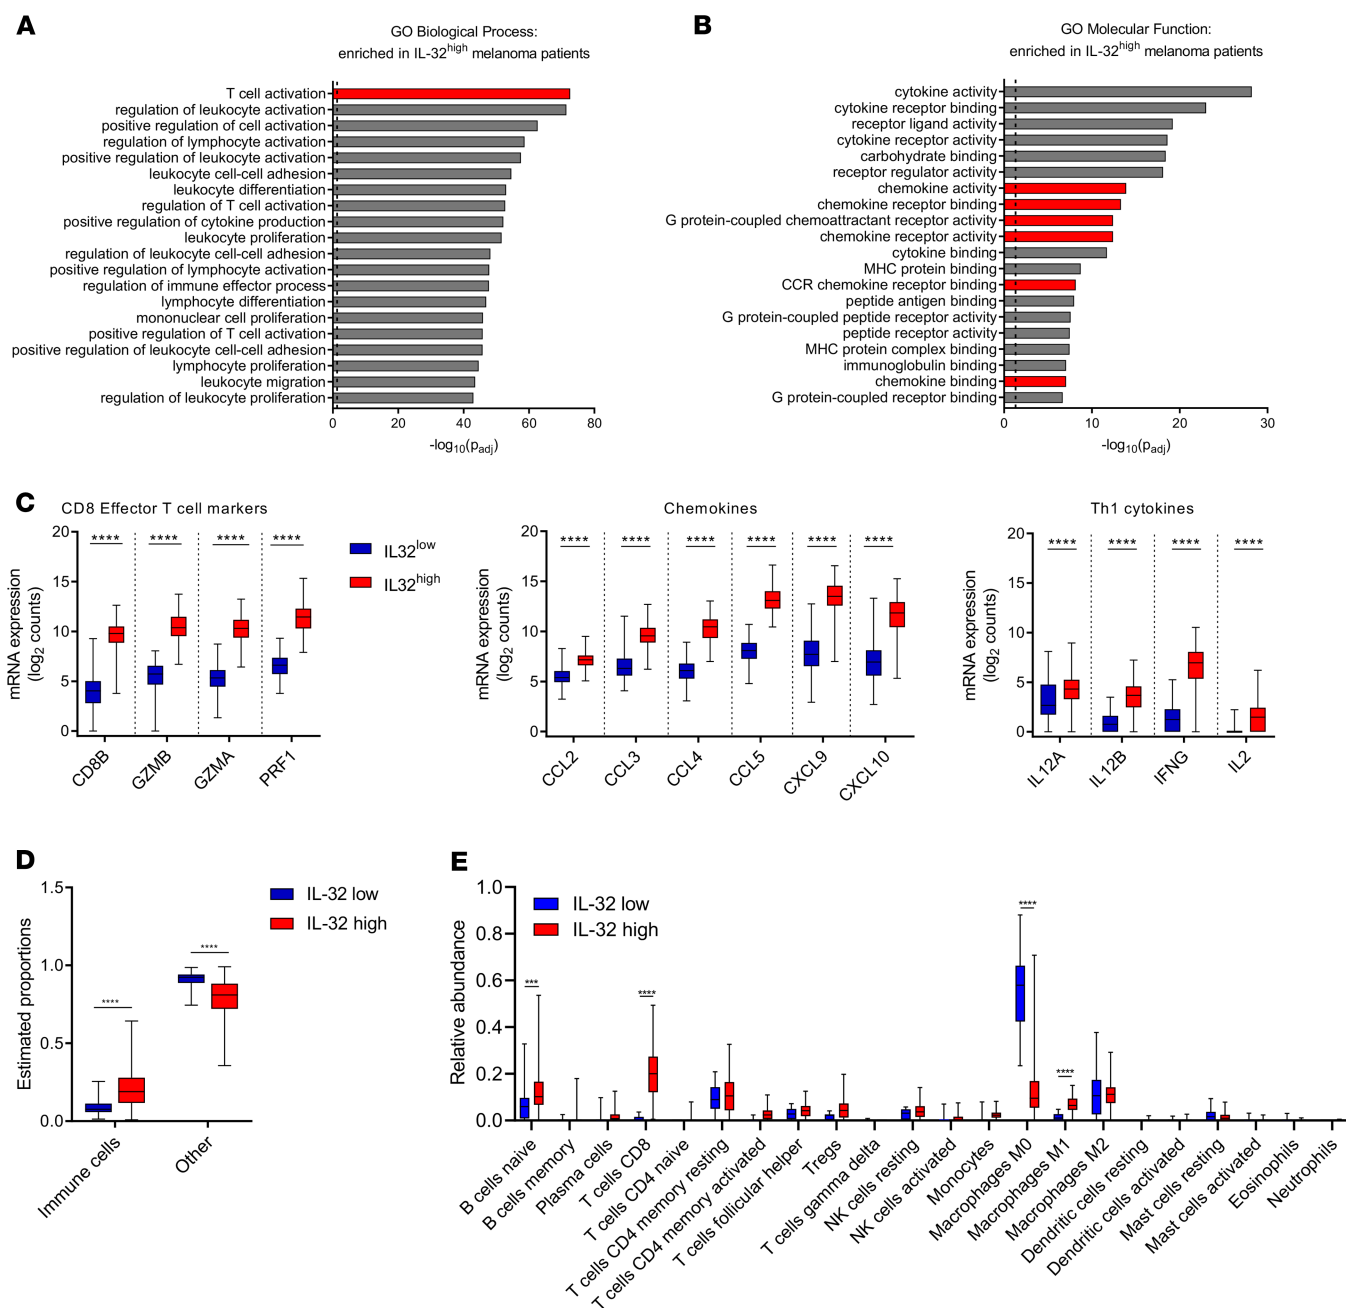 A
GO Biological Process:
enriched in IL-32high melanoma patients
T cell activation
regulation of leukocyte activation
positive regulation of cell activation
regulation of lymphocyte activation
positive regulation of leukocyte activation
leukocyte cell-cell adhesion
leukocyte differentiation
regulation of T cell activation
positive regulation of cytokine production
leukocyte proliferation
regulation of leukocyte cell-cell adhesion
positive regulation of lymphocyte activation
regulation of immune effector process
lymphocyte differentiation
mononuclear cell proliferation
positive regulation of T cell activation
positive regulation of leukocyte cell-cell adhesion
lymphocyte proliferation
leukocyte migration
regulation of leukocyte proliferation
0 20 40 60 80
-log10(padj)
B
GO Molecular Function:
enriched in IL-32high melanoma patients
cytokine activity
cytokine receptor binding
receptor ligand activity
cytokine receptor activity
carbohydrate binding
receptor regulator activity
chemokine activity
chemokine receptor binding
G protein-coupled chemoattractant receptor activity
chemokine receptor activity
cytokine binding
MHC protein binding
CCR chemokine receptor binding
peptide antigen binding
G protein-coupled peptide receptor activity
peptide receptor activity
MHC protein complex binding
immunoglobulin binding
chemokine binding
G protein-coupled receptor binding
0 10 20 30
-log10(padj)
C
CD8 Effector T cell markers
mRNA expression
(log2 counts)
20
15
10
5
0
**** **** **** ****
CD8B
GZMB
GZMA
PRF1
IL32low
IL32high
Chemokines
mRNA expression
(log2 counts)
20
15
10
5
0
**** **** **** **** **** ****
CCL2
CCL3
CCL4
CCL5
CXCL9
CXCL10
Th1 cytokines
mRNA expression
(log2 counts)
20
15
10
5
0
**** **** **** ****
IL12A
IL12B
IFNG
IL2
D
Estimated proportions
1.5
1.0
0.5
0.0
****
****
Immune cells
Other
IL-32 low
IL-32 high
E
Relative abundance
1.0
0.8
0.6
0.4
0.2
0.0
IL-32 low
IL-32 high
***
****
****
****
B cells naive
B cells memory
Plasma cells
T cells CD8
T cells CD4 naive
T cells CD4 memory resting
T cells CD4 memory activated
T cells follicular helper
Tregs
T cells gamma delta
NK cells resting
NK cells activated
Monocytes
Macrophages M0
Macrophages M1
Macrophages M2
Dendritic cells resting
Dendritic cells activated
Mast cells resting
Mast cells activated
Eosinophils
Neutrophils